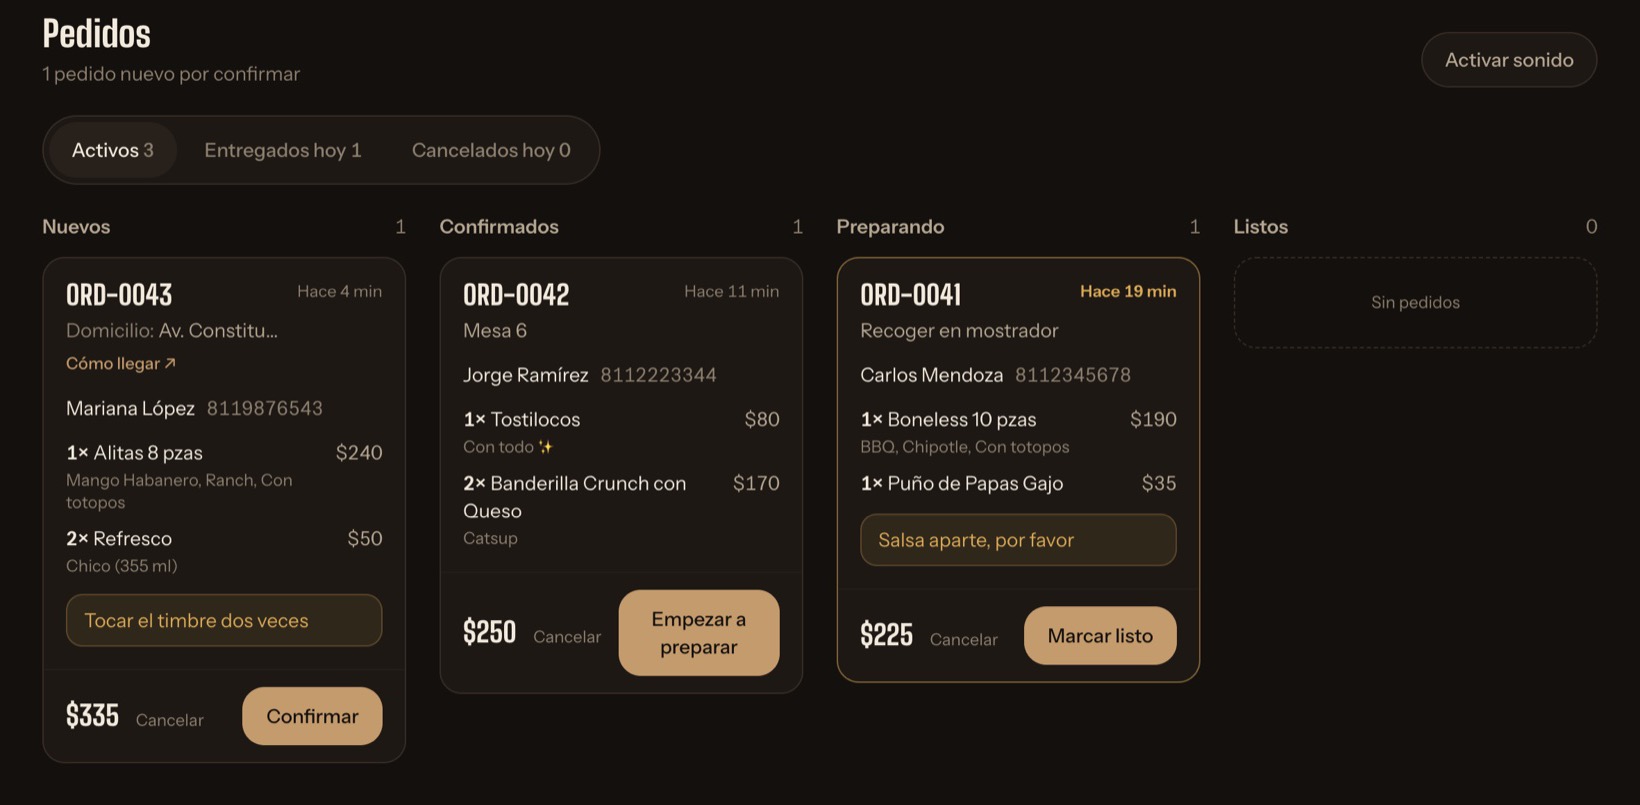 Pedidos
1 pedido nuevo por confirmar
Activar sonido
Activos 3
Entregados hoy 1
Cancelados hoy 0
Nuevos 1
ORD-0043 Hace 4 min
Domicilio: Av. Constitu...
Cómo llegar ↗
Mariana López 8119876543
1× Alitas 8 pzas $240
Mango Habanero, Ranch, Con
totopos
2× Refresco $50
Chico (355 ml)
Tocar el timbre dos veces
$335 Cancelar Confirmar
Confirmados 1
ORD-0042 Hace 11 min
Mesa 6
Jorge Ramírez 8112223344
1× Tostilocos $80
Con todo ✨
2× Banderilla Crunch con $170
Queso
Catsup
$250 Cancelar Empezar a
preparar
Preparando 1
ORD-0041 Hace 19 min
Recoger en mostrador
Carlos Mendoza 8112345678
1× Boneless 10 pzas $190
BBQ, Chipotle, Con totopos
1× Puño de Papas Gajo $35
Salsa aparte, por favor
$225 Cancelar Marcar listo
Listos 0
Sin pedidos